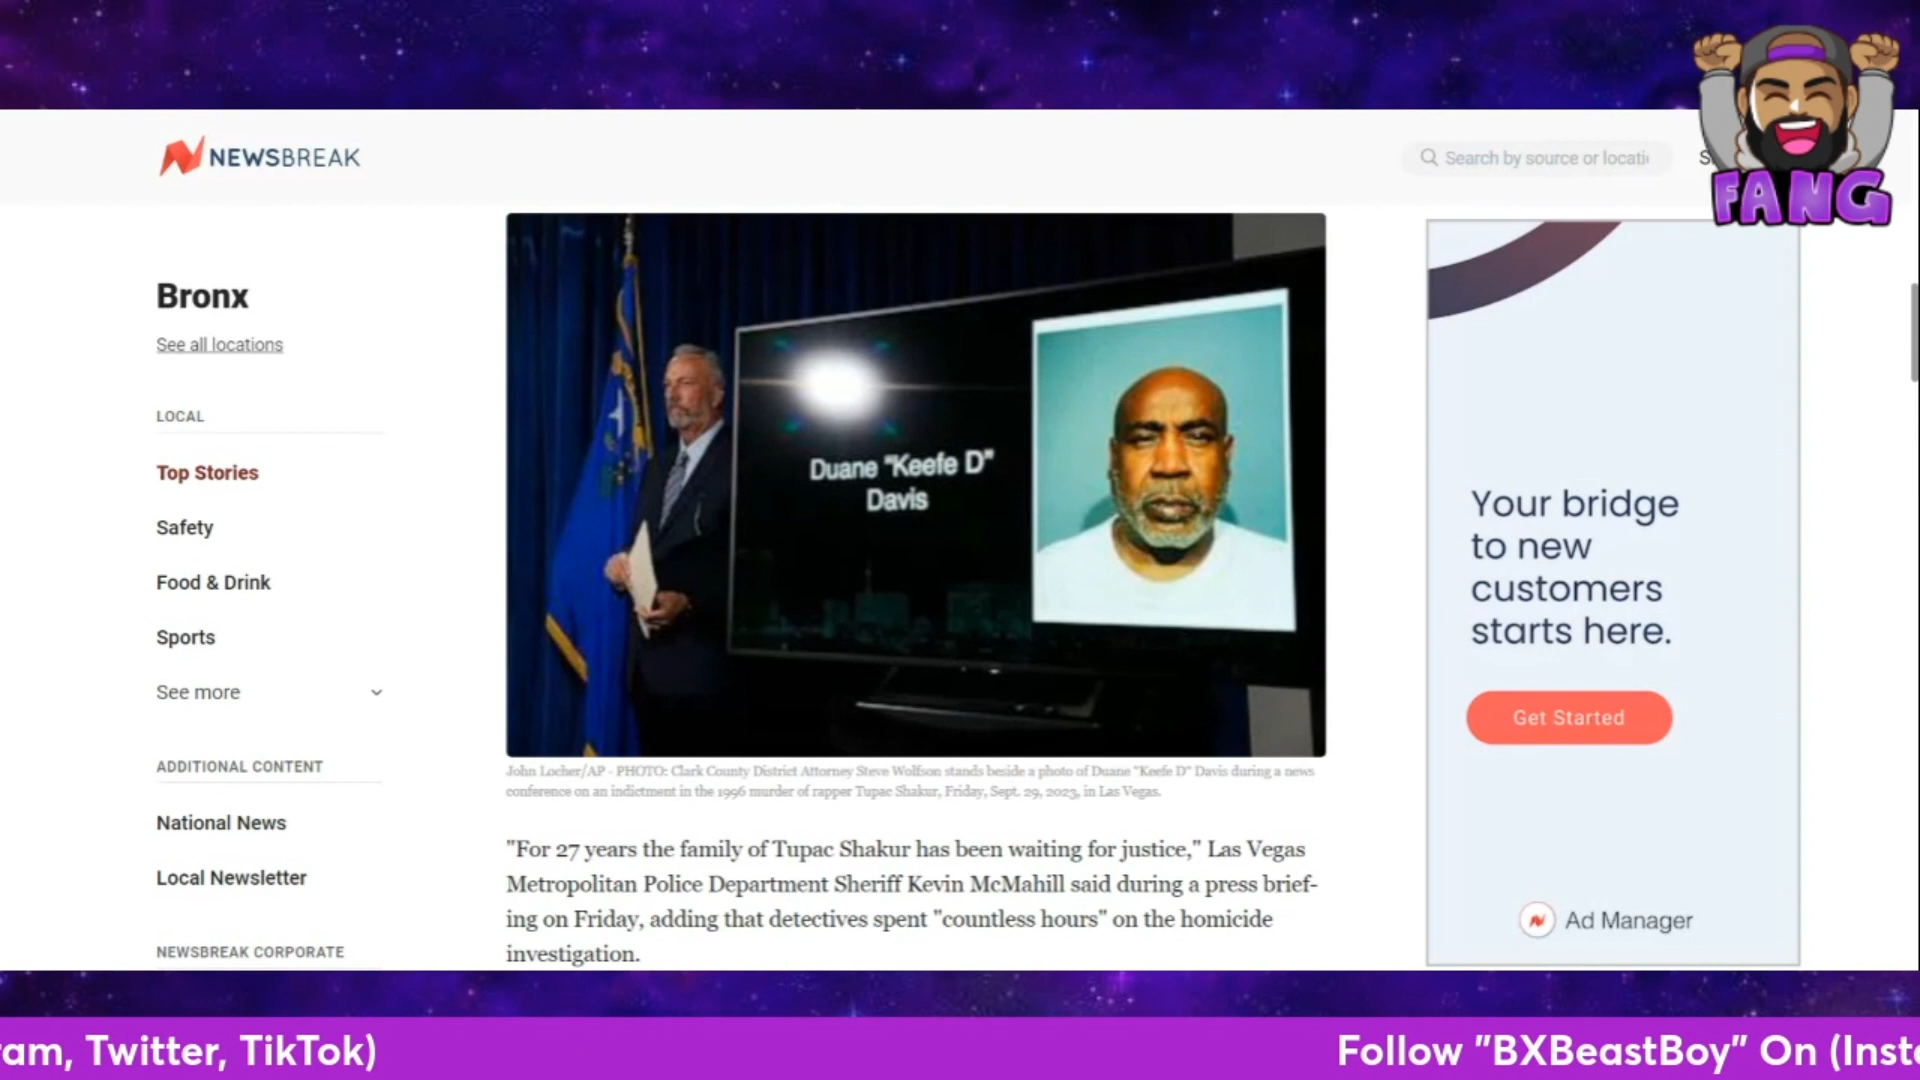 NEWSBREAK
Search by source or locati
S
FANG
Bronx
See all locations
LOCAL
Top Stories
Safety
Food & Drink
Sports
See more
ADDITIONAL CONTENT
National News
Local Newsletter
NEWSBREAK CORPORATE
Duane "Keefe D"
Davis
John Locher/AP - PHOTO: Clark County District Attorney Steve Wolfson stands beside a photo of Duane "Keefe D" Davis during a news
conference on an indictment in the 1996 murder of rapper Tupac Shakur, Friday, Sept. 29, 2023, in Las Vegas.
"For 27 years the family of Tupac Shakur has been waiting for justice," Las Vegas
Metropolitan Police Department Sheriff Kevin McMahill said during a press brief-
ing on Friday, adding that detectives spent "countless hours" on the homicide
investigation.
Your bridge
to new
customers
starts here.
Get Started
Ad Manager
ram, Twitter, TikTok)
Follow "BXBeastBoy" On (Insta